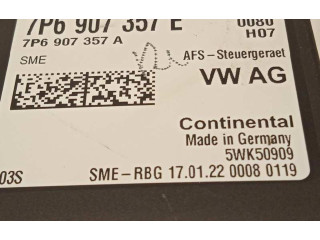 7P6 907 357 E 0080
7P6 907 357 A H07
SME AFS-Steuergeraet
VW AG
Continental
Made in Germany
5WK50909
03S SME-RBG 17.01.22 0008 0119